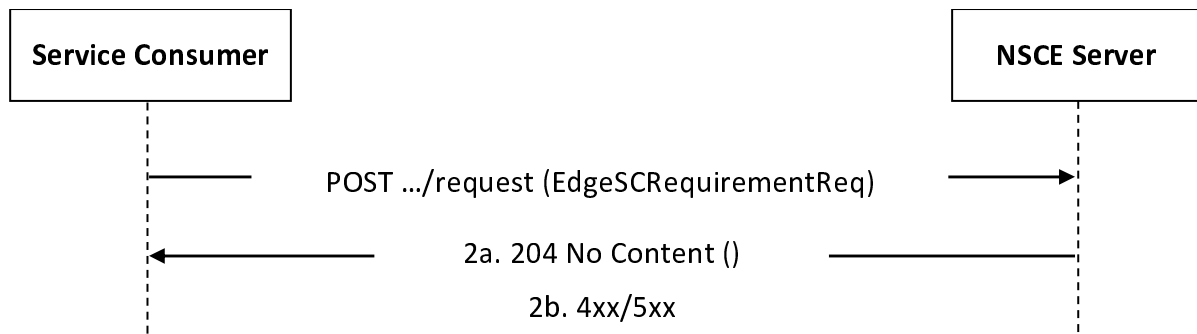 Service Consumer
NSCE Server
POST .../request (EdgeSCRequirementReq)
2a. 204 No Content ()
2b. 4xx/5xx